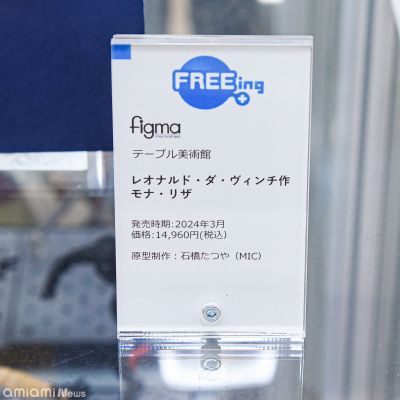 FREEing
figma
テーブル美術館
レオナルド・ダ・ヴィンチ作
モナ・リザ
発売時期:2024年3月
価格:14,960円(税込)
原型制作：石橋たつや（MIC）
amiami News